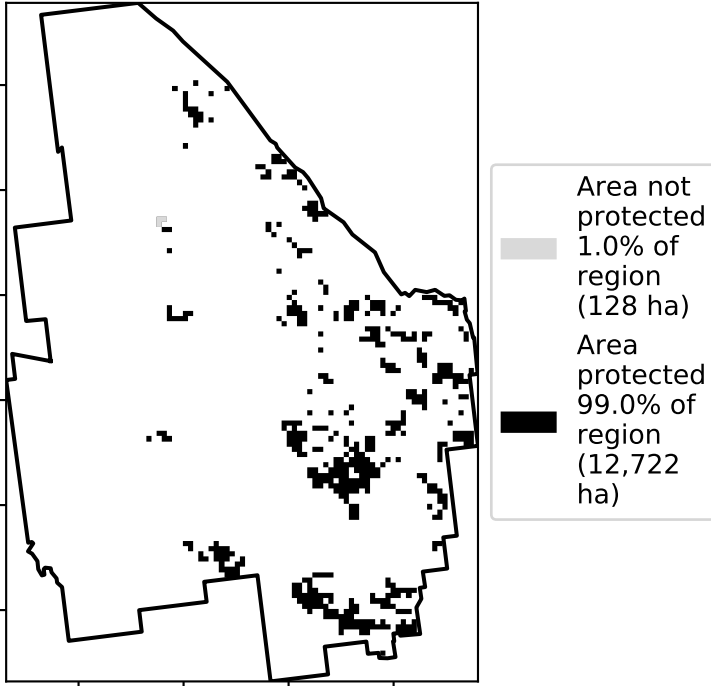 Area not
protected
1.0% of
region
(128 ha)
Area
protected
99.0% of
region
(12,722
ha)